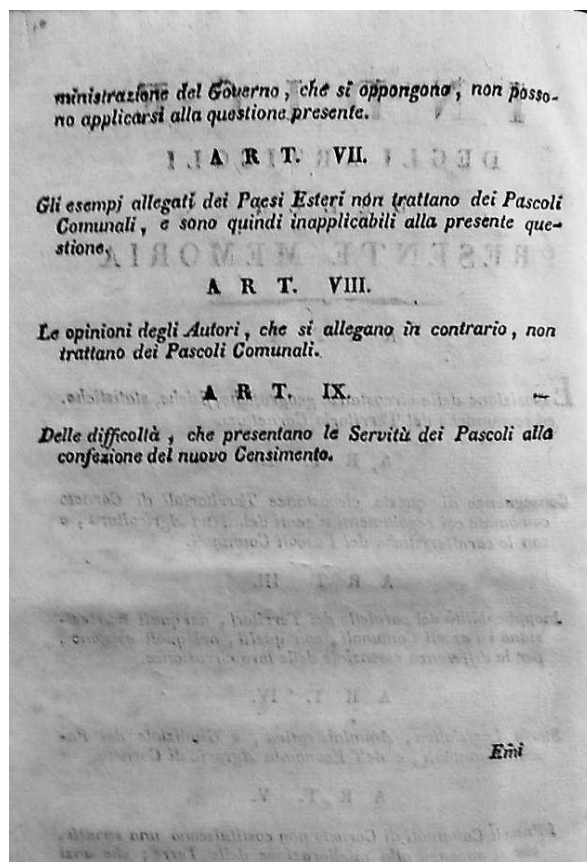 ministrazione del Governo, che si oppongono, non posso-
no applicarsi alla questione presente.
A R T. VII.
Gli esempj allegati dei Paesi Esteri non trattano dei Pascoli
Comunali, e sono quindi inapplicabili alla presente que-
stione.
A R T. VIII.
Le opinioni degli Autori, che si allegano in contrario, non
trattano dei Pascoli Comunali.
A R T. IX.
Delle difficoltà, che presentano le Servitù dei Pascoli alla
confezione del nuovo Censimento.
Emi